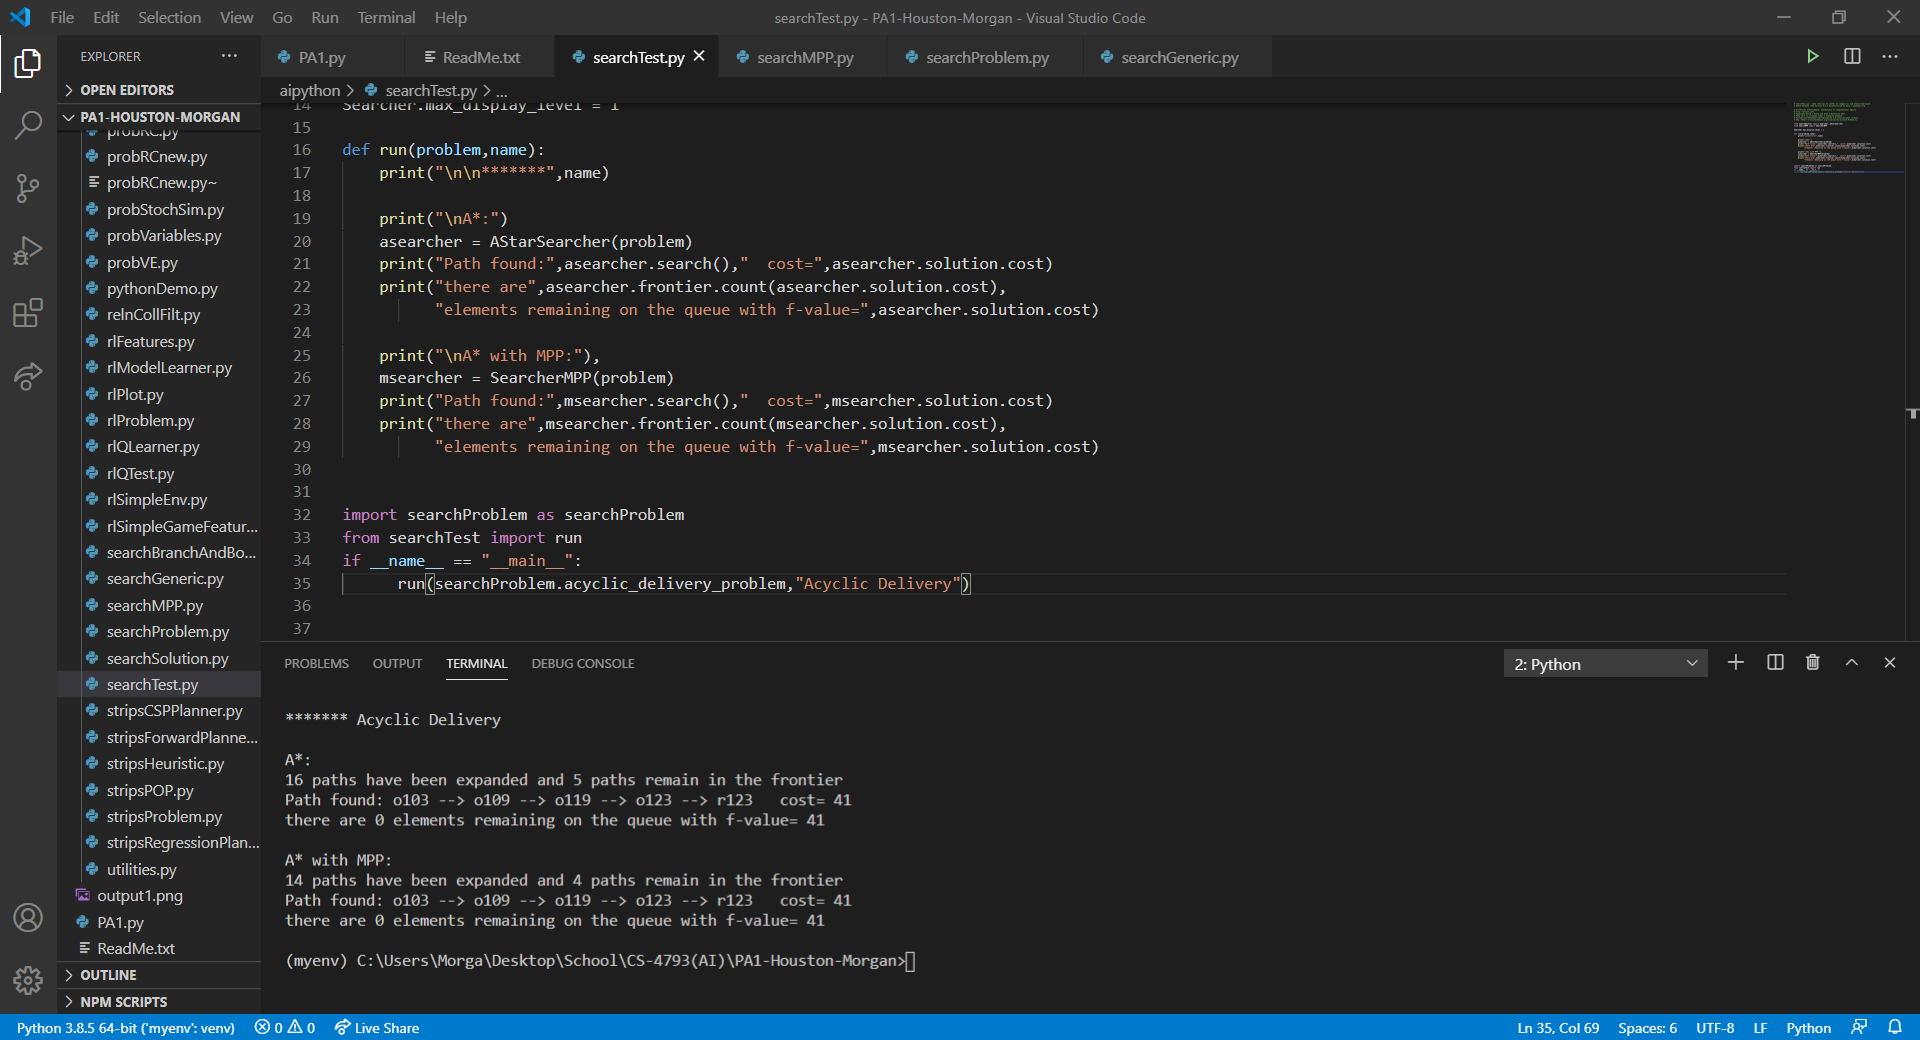 File Edit Selection View Go Run Terminal Help
searchTest.py - PA1-Houston-Morgan - Visual Studio Code
EXPLORER
OPEN EDITORS
PA1-HOUSTON-MORGAN
probRC.py
probRCnew.py
probRCnew.py~
probStochSim.py
probVariables.py
probVE.py
pythonDemo.py
relnCollFilt.py
rlFeatures.py
rlModelLearner.py
rlPlot.py
rlProblem.py
rlQLearner.py
rlQTest.py
rlSimpleEnv.py
rlSimpleGameFeatur...
searchBranchAndBo...
searchGeneric.py
searchMPP.py
searchProblem.py
searchSolution.py
searchTest.py
stripsCSPPlanner.py
stripsForwardPlanne...
stripsHeuristic.py
stripsPOP.py
stripsProblem.py
stripsRegressionPlan...
utilities.py
output1.png
PA1.py
ReadMe.txt
OUTLINE
NPM SCRIPTS
PA1.py ReadMe.txt searchTest.py searchMPP.py searchProblem.py searchGeneric.py
aipython > searchTest.py > ...
14 Searcher.max_display_level = 1
15
16 def run(problem,name):
17 print("\n\n*******",name)
18
19 print("\nA*:")
20 asearcher = AStarSearcher(problem)
21 print("Path found:",asearcher.search(),"  cost=",asearcher.solution.cost)
22 print("there are",asearcher.frontier.count(asearcher.solution.cost),
23 "elements remaining on the queue with f-value=",asearcher.solution.cost)
24
25 print("\nA* with MPP:"),
26 msearcher = SearcherMPP(problem)
27 print("Path found:",msearcher.search(),"  cost=",msearcher.solution.cost)
28 print("there are",msearcher.frontier.count(msearcher.solution.cost),
29 "elements remaining on the queue with f-value=",msearcher.solution.cost)
30
31
32 import searchProblem as searchProblem
33 from searchTest import run
34 if __name__ == "__main__":
35 run(searchProblem.acyclic_delivery_problem,"Acyclic Delivery")
36
37
PROBLEMS OUTPUT TERMINAL DEBUG CONSOLE
2: Python
******* Acyclic Delivery
A*:
16 paths have been expanded and 5 paths remain in the frontier
Path found: o103 --> o109 --> o119 --> o123 --> r123   cost= 41
there are 0 elements remaining on the queue with f-value= 41
A* with MPP:
14 paths have been expanded and 4 paths remain in the frontier
Path found: o103 --> o109 --> o119 --> o123 --> r123   cost= 41
there are 0 elements remaining on the queue with f-value= 41
(myenv) C:\Users\Morga\Desktop\School\CS-4793(AI)\PA1-Houston-Morgan>
Python 3.8.5 64-bit ('myenv': venv) 0 0 Live Share
Ln 35, Col 69 Spaces: 6 UTF-8 LF Python